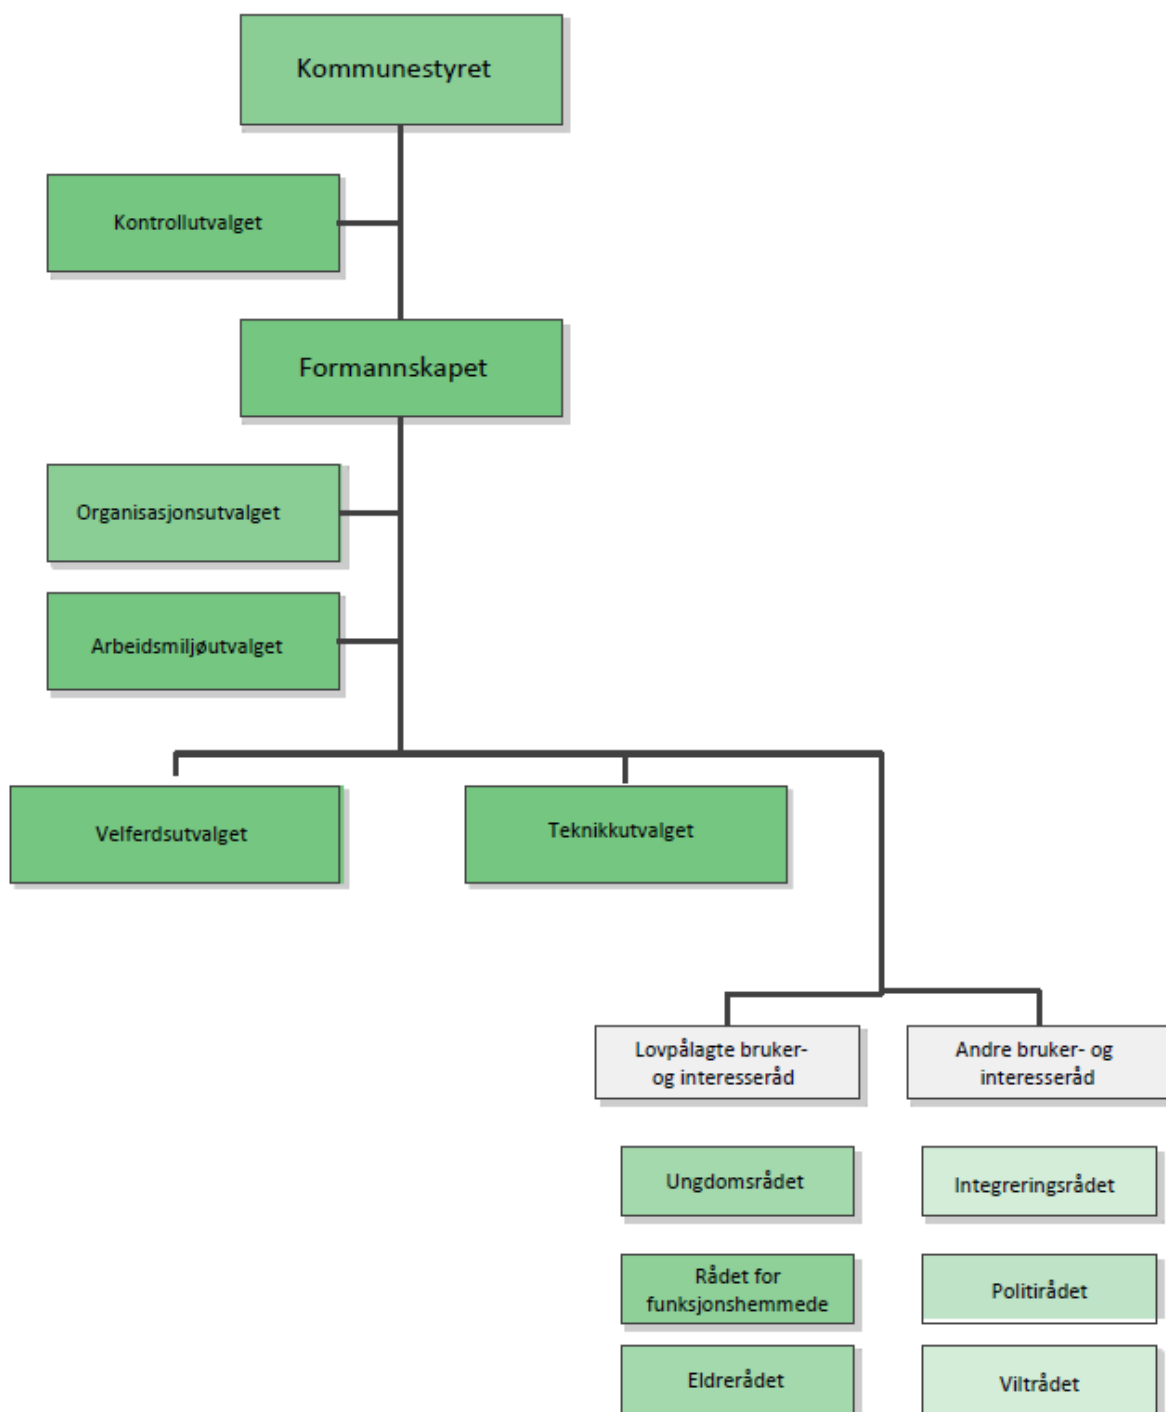 Kommunestyret
Kontrollutvalget
Formannskapet
Organisasjonsutvalget
Arbeidsmiljøutvalget
Velferdsutvalget
Teknikkutvalget
Lovpålagte bruker-
og interesseråd
Andre bruker- og
interesseråd
Ungdomsrådet
Integreringsrådet
Rådet for
funksjonshemmede
Politirådet
Eldrerådet
Viltrådet